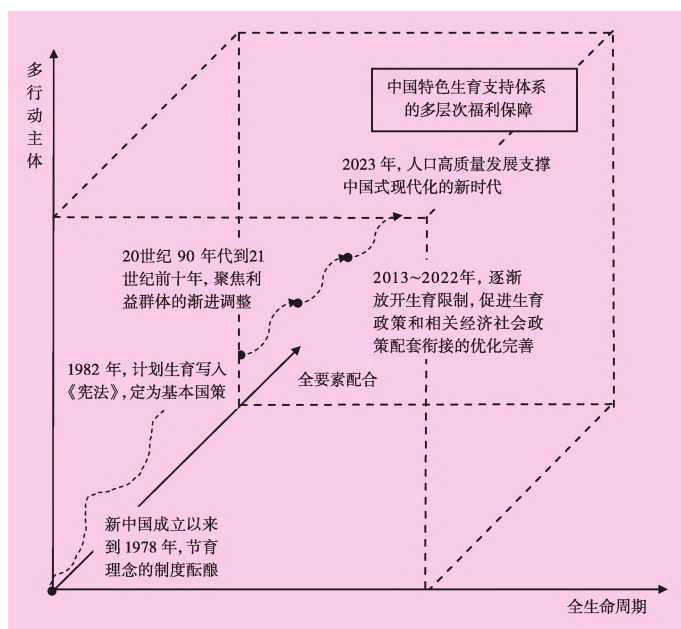 多行动主体
中国特色生育支持体系
的多层次福利保障
2023 年，人口高质量发展支撑
中国式现代化的新时代
20世纪 90 年代到21
世纪前十年，聚焦利
益群体的渐进调整
2013~2022年，逐渐
放开生育限制，促进生育
政策和相关经济社会政
策配套衔接的优化完善
1982 年，计划生育写入
《宪法》，定为基本国策
全要素配合
新中国成立以来
到 1978 年，节育
理念的制度酝酿
全生命周期